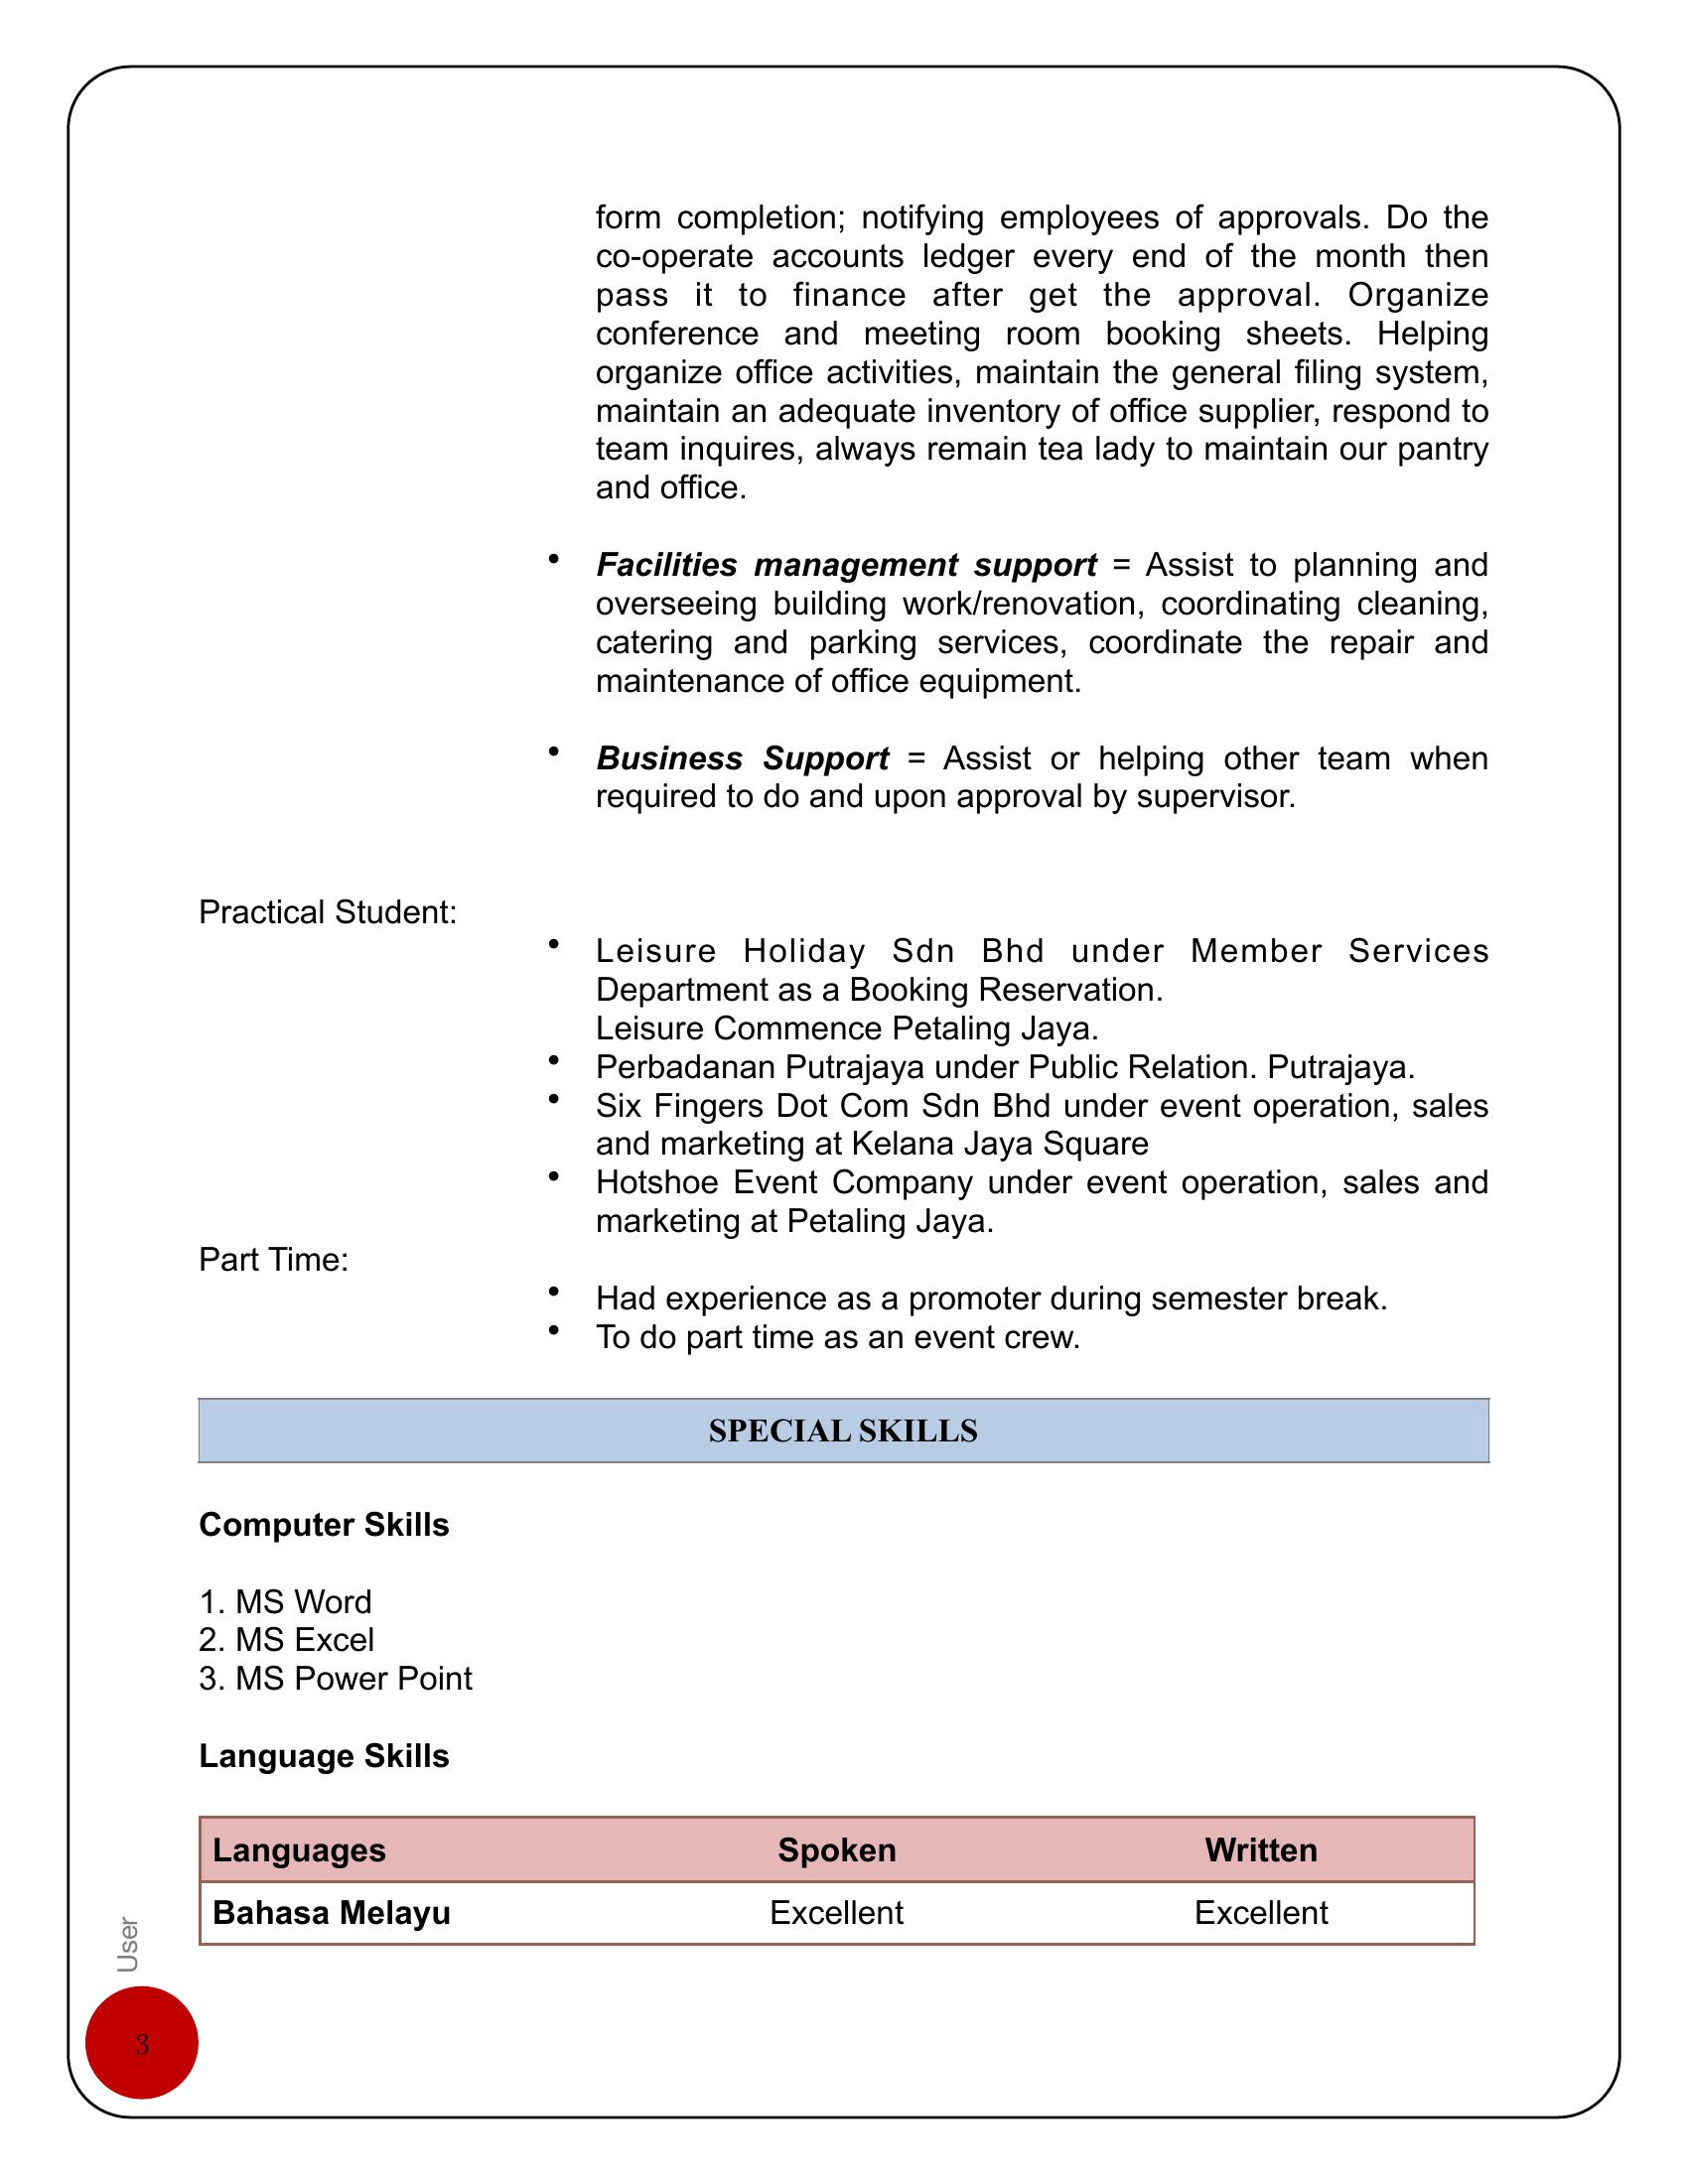 form completion; notifying employees of approvals. Do the
co-operate accounts ledger every end of the month then
pass it to finance after get the approval. Organize
conference and meeting room booking sheets. Helping
organize office activities, maintain the general filing system,
maintain an adequate inventory of office supplier, respond to
team inquires, always remain tea lady to maintain our pantry
and office.
• Facilities management support = Assist to planning and
overseeing building work/renovation, coordinating cleaning,
catering and parking services, coordinate the repair and
maintenance of office equipment.
• Business Support = Assist or helping other team when
required to do and upon approval by supervisor.
Practical Student:
• Leisure Holiday Sdn Bhd under Member Services
Department as a Booking Reservation.
Leisure Commence Petaling Jaya.
• Perbadanan Putrajaya under Public Relation. Putrajaya.
• Six Fingers Dot Com Sdn Bhd under event operation, sales
and marketing at Kelana Jaya Square
• Hotshoe Event Company under event operation, sales and
marketing at Petaling Jaya.
Part Time:
• Had experience as a promoter during semester break.
• To do part time as an event crew.
SPECIAL SKILLS
Computer Skills
1. MS Word
2. MS Excel
3. MS Power Point
Language Skills
Languages Spoken Written
Bahasa Melayu Excellent Excellent
User
3